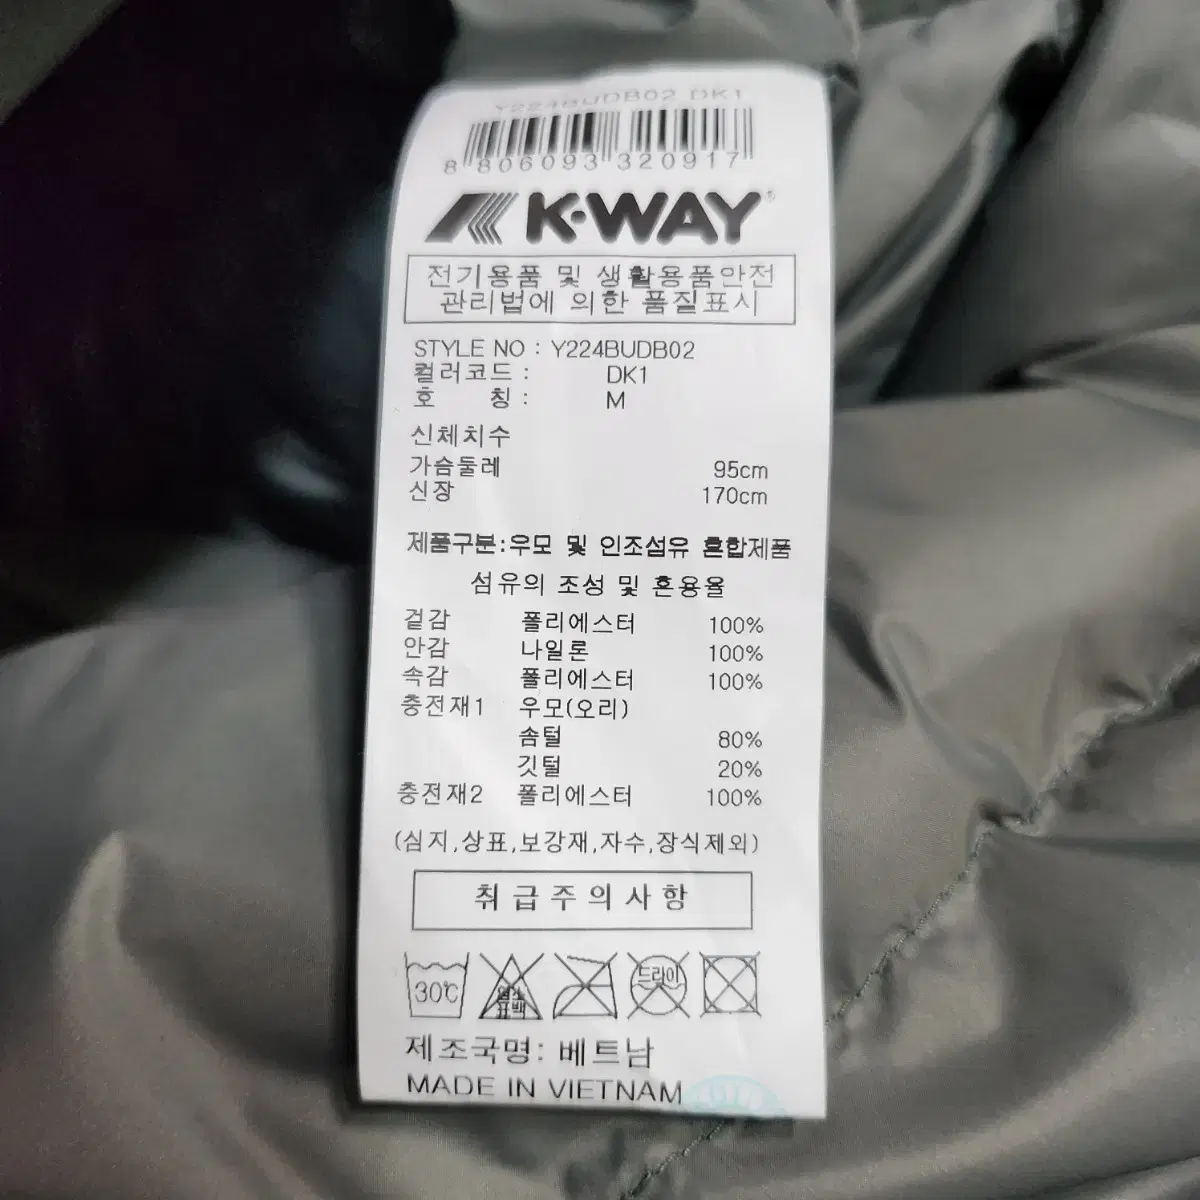 Y224BUDB02 DK1
8 806093 320917
K·WAY®
전기용품 및 생활용품안전
관리법에 의한 품질표시
STYLE NO : Y224BUDB02
컬러코드 : DK1
호 칭 : M
신체치수
가슴둘레 95cm
신장 170cm
제품구분:우모 및 인조섬유 혼합제품
섬유의 조성 및 혼용율
겉감 폴리에스터 100%
안감 나일론 100%
속감 폴리에스터 100%
충전재1 우모(오리)
솜털 80%
깃털 20%
충전재2 폴리에스터 100%
(심지,상표,보강재,자수,장식제외)
취급주의사항
30℃ 염소표백 드라이
제조국명: 베트남
MADE IN VIETNAM